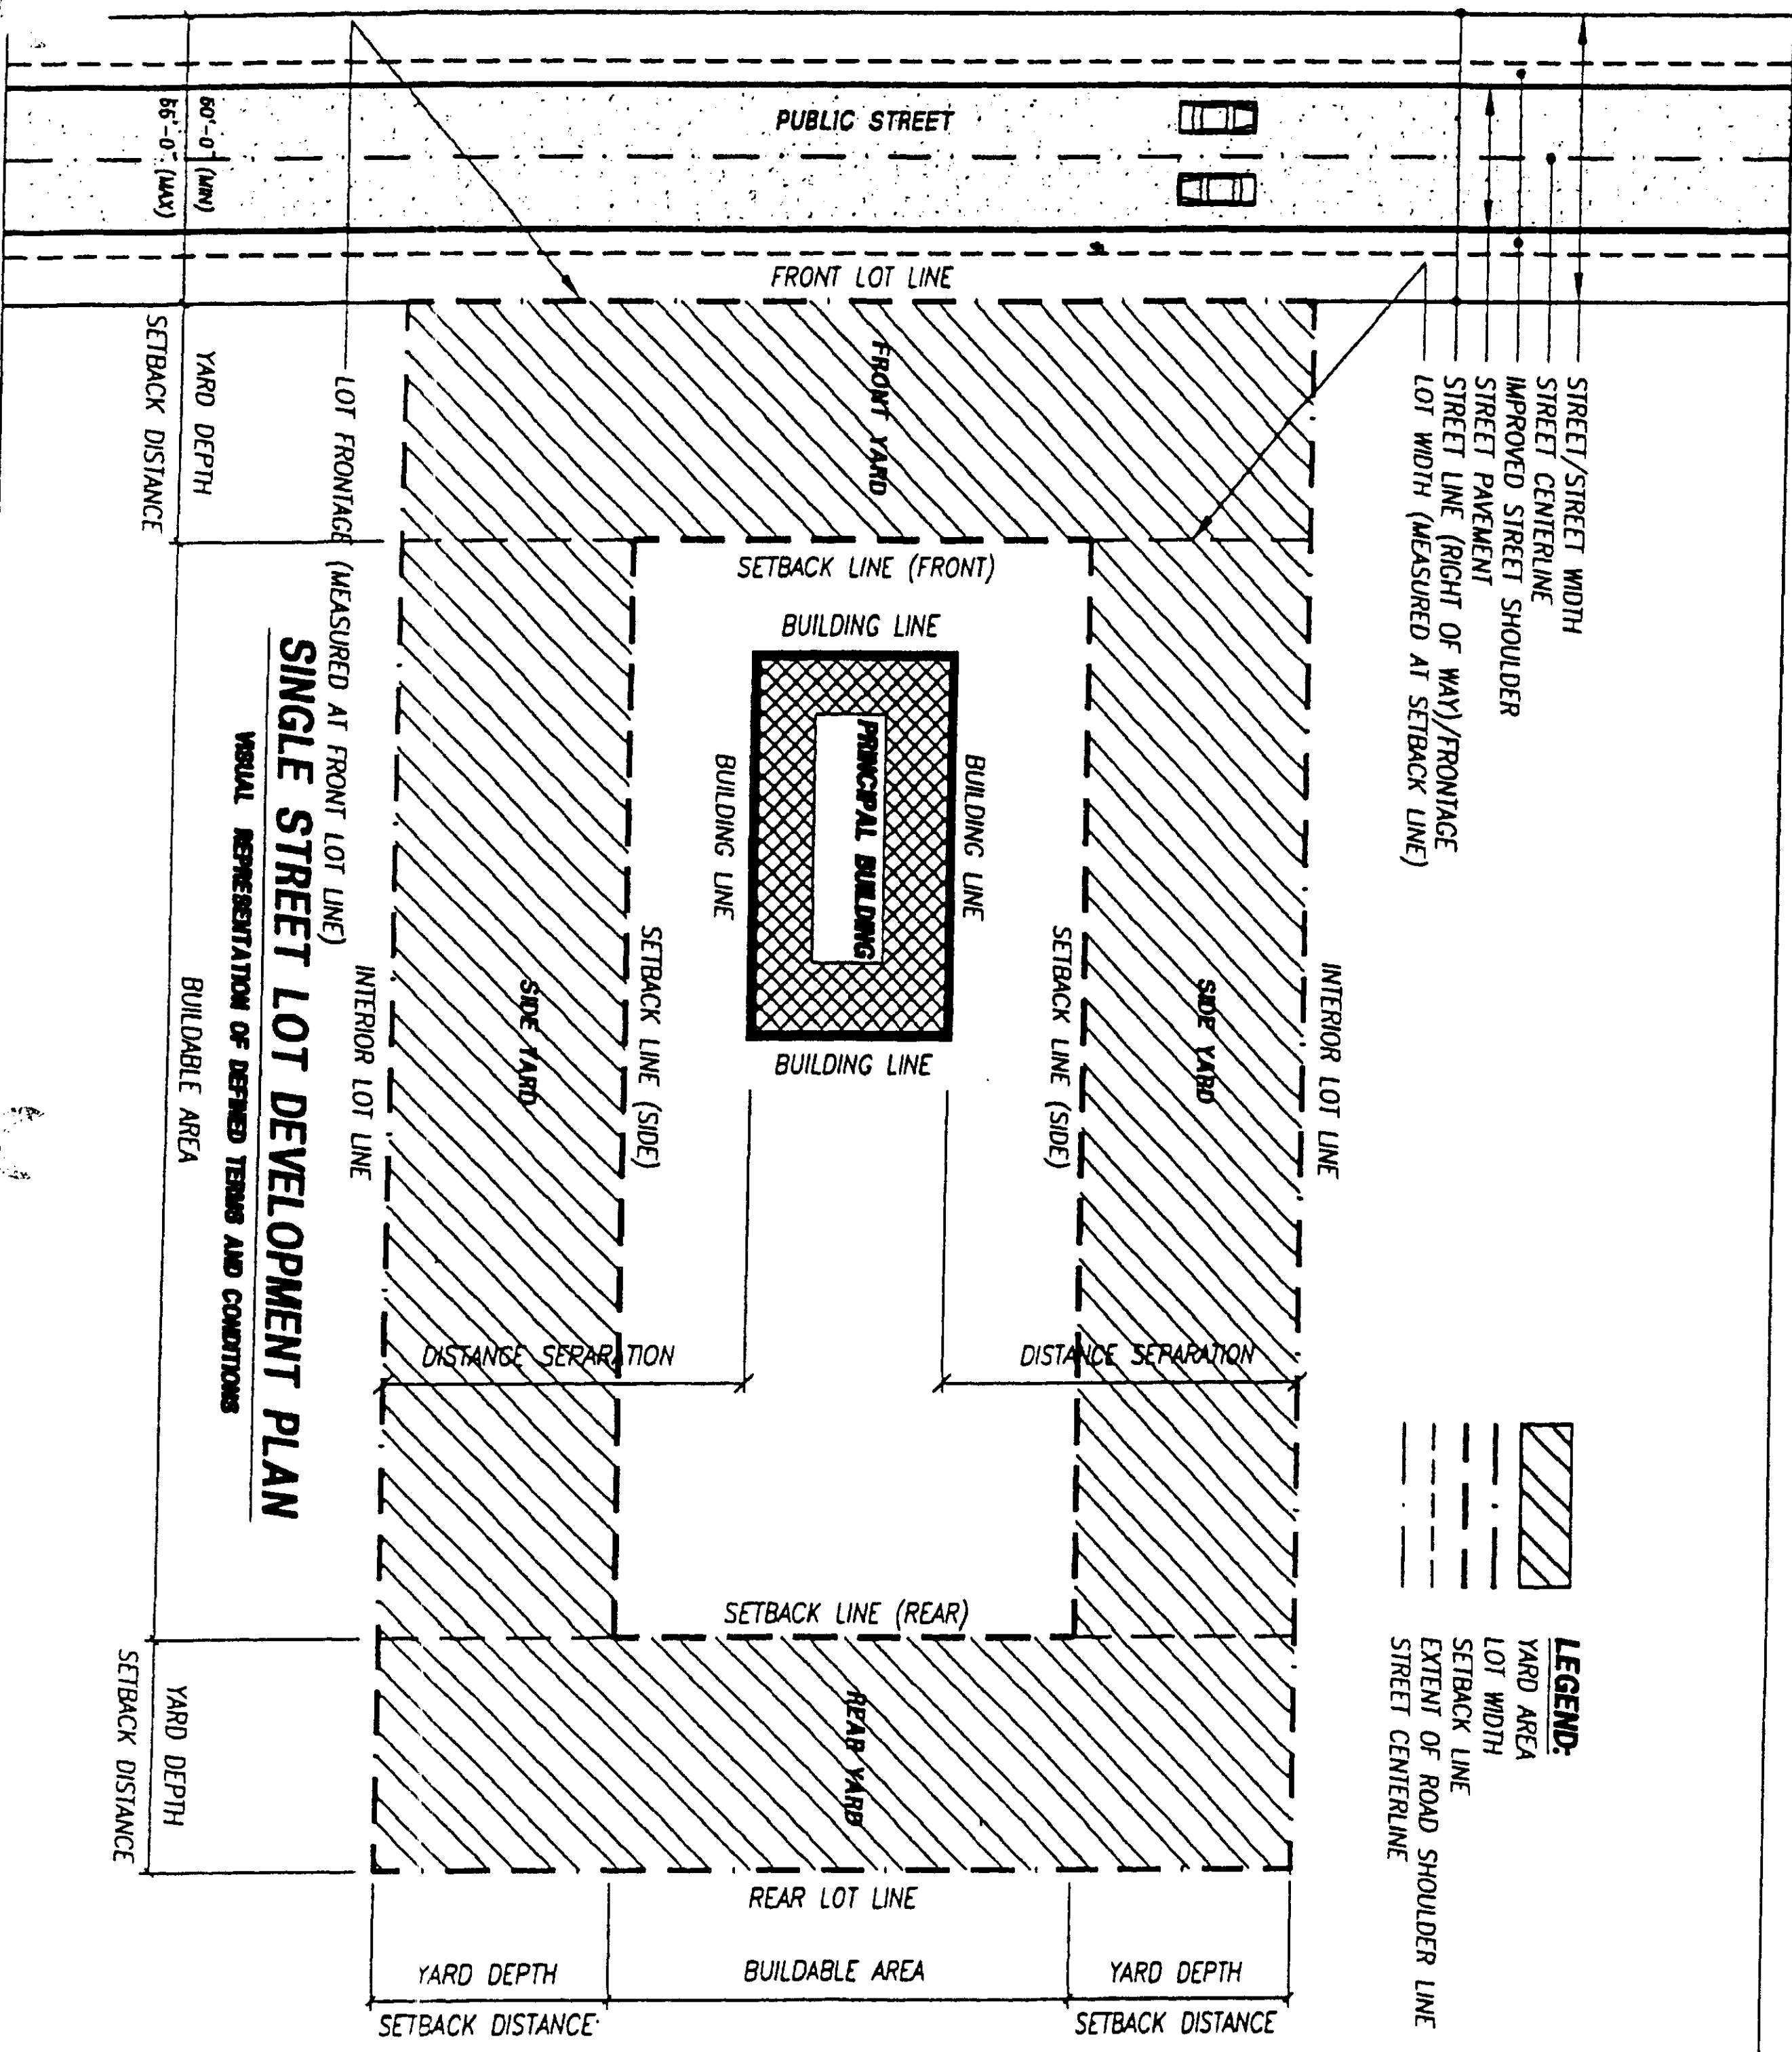 PUBLIC STREET
60'-0" (MIN)
66'-0" (MAX)
FRONT LOT LINE
STREET/STREET WIDTH
STREET CENTERLINE
IMPROVED STREET SHOULDER
STREET PAVEMENT
STREET LINE (RIGHT OF WAY)/FRONTAGE
LOT WIDTH (MEASURED AT SETBACK LINE)
YARD DEPTH
SETBACK DISTANCE
LOT FRONTAGE (MEASURED AT FRONT LOT LINE)
FRONT YARD
SETBACK LINE (FRONT)
BUILDING LINE
BUILDING LINE
PRINCIPAL BUILDING
BUILDING LINE
BUILDING LINE
SETBACK LINE (SIDE)
SETBACK LINE (SIDE)
SIDE YARD
SIDE YARD
INTERIOR LOT LINE
INTERIOR LOT LINE
DISTANCE SEPARATION
DISTANCE SEPARATION
SINGLE STREET LOT DEVELOPMENT PLAN
VISUAL REPRESENTATION OF DEFINED TERMS AND CONDITIONS
BUILDABLE AREA
SETBACK LINE (REAR)
REAR YARD
REAR LOT LINE
YARD DEPTH
SETBACK DISTANCE
LEGEND:
YARD AREA
LOT WIDTH
SETBACK LINE
EXTENT OF ROAD SHOULDER LINE
STREET CENTERLINE
YARD DEPTH
BUILDABLE AREA
YARD DEPTH
SETBACK DISTANCE
SETBACK DISTANCE